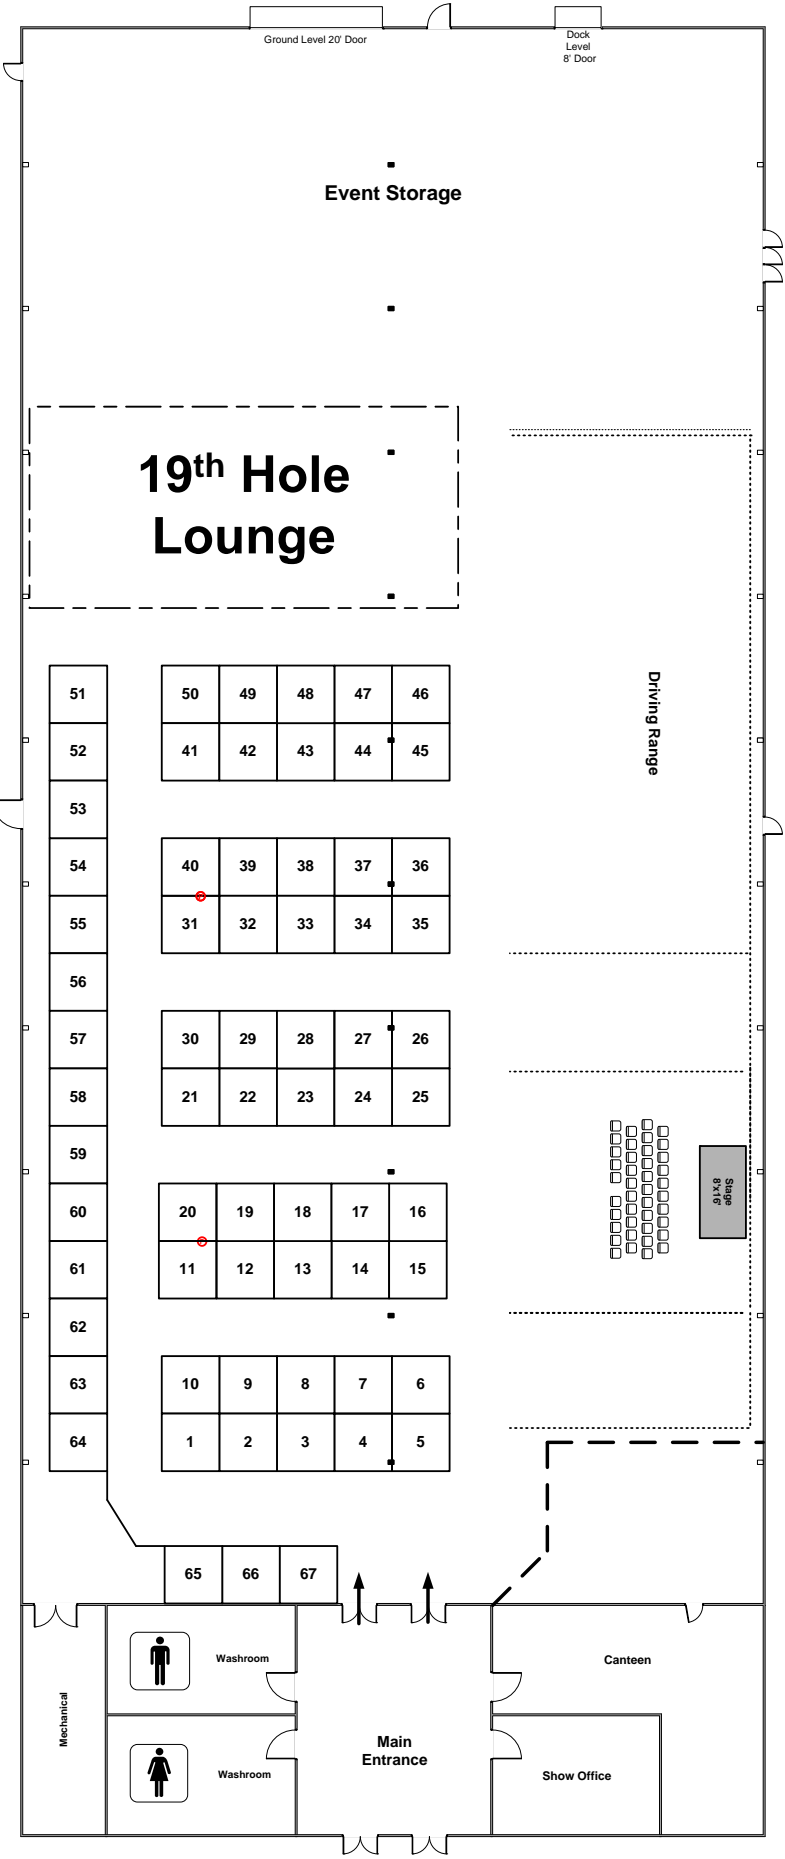 Ground Level 20' Door
Dock
Level
8' Door
Event Storage
19th Hole
Lounge
Driving Range
51 50 49 48 47 46
52 41 42 43 44 45
53
54 40 39 38 37 36
55 31 32 33 34 35
56
57 30 29 28 27 26
58 21 22 23 24 25
59
Stage
8'x16'
60 20 19 18 17 16
61 11 12 13 14 15
62
63 10 9 8 7 6
64 1 2 3 4 5
65 66 67
Washroom
Canteen
Mechanical
Main
Entrance
Washroom
Show Office